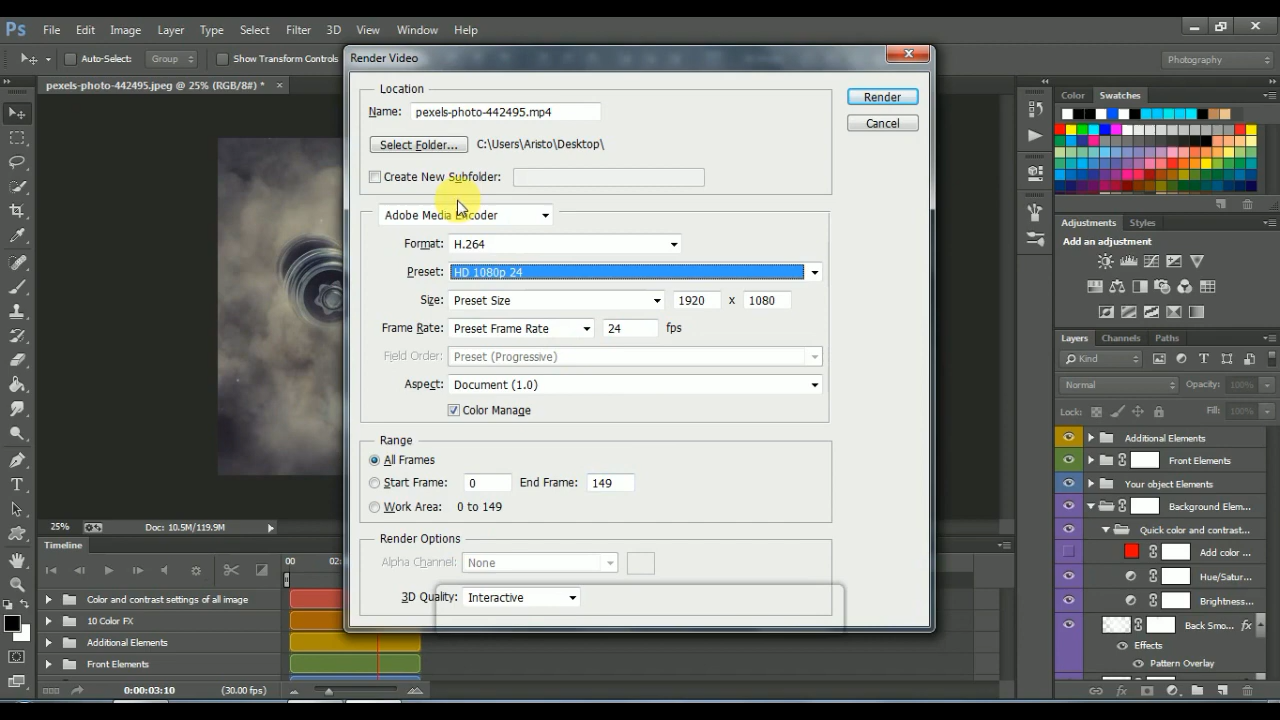 Ps File Edit Image Layer Type Select Filter 3D View Window Help
Auto-Select: Group Show Transform Controls Photography
pexels-photo-442495.jpeg @ 25% (RGB/8#) * ×
Render Video
Location
Name: pexels-photo-442495.mp4
Render
Select Folder... C:\Users\Aristo\Desktop\
Cancel
Create New Subfolder:
Adobe Media Encoder
Format: H.264
Preset: HD 1080p 24
Size: Preset Size 1920 x 1080
Frame Rate: Preset Frame Rate 24 fps
Field Order: Preset (Progressive)
Aspect: Document (1.0)
Color Manage
Range
All Frames
Start Frame: 0 End Frame: 149
Work Area: 0 to 149
Render Options
Alpha Channel: None
3D Quality: Interactive
Color Swatches
Adjustments Styles
Add an adjustment
Layers Channels Paths
Kind
Normal Opacity: 100%
Lock: Fill: 100%
Additional Elements
Front Elements
Your object Elements
Background Elem...
Quick color and contrast...
Add color ...
Hue/Satur...
Brightness...
Back Smo... fx
Effects
Pattern Overlay
25% Doc: 10.5M/119.9M
Timeline
00 02:
Color and contrast settings of all image
10 Color FX
Additional Elements
Front Elements
0:00:03:10 (30.00 fps)